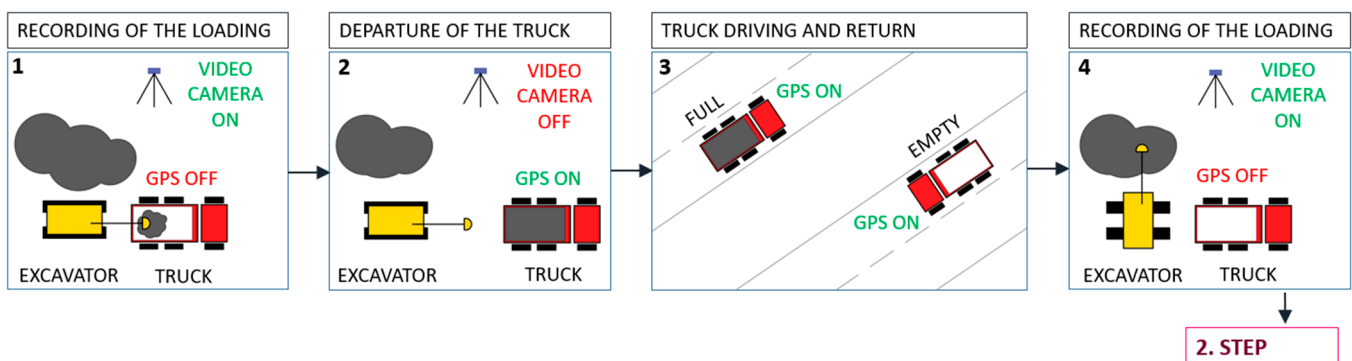 RECORDING OF THE LOADING
1
VIDEO
CAMERA
ON
GPS OFF
EXCAVATOR
TRUCK
DEPARTURE OF THE TRUCK
2
VIDEO
CAMERA
OFF
GPS ON
EXCAVATOR
TRUCK
TRUCK DRIVING AND RETURN
3
FULL
GPS ON
EMPTY
GPS ON
RECORDING OF THE LOADING
4
VIDEO
CAMERA
ON
GPS OFF
EXCAVATOR
TRUCK
2. STEP